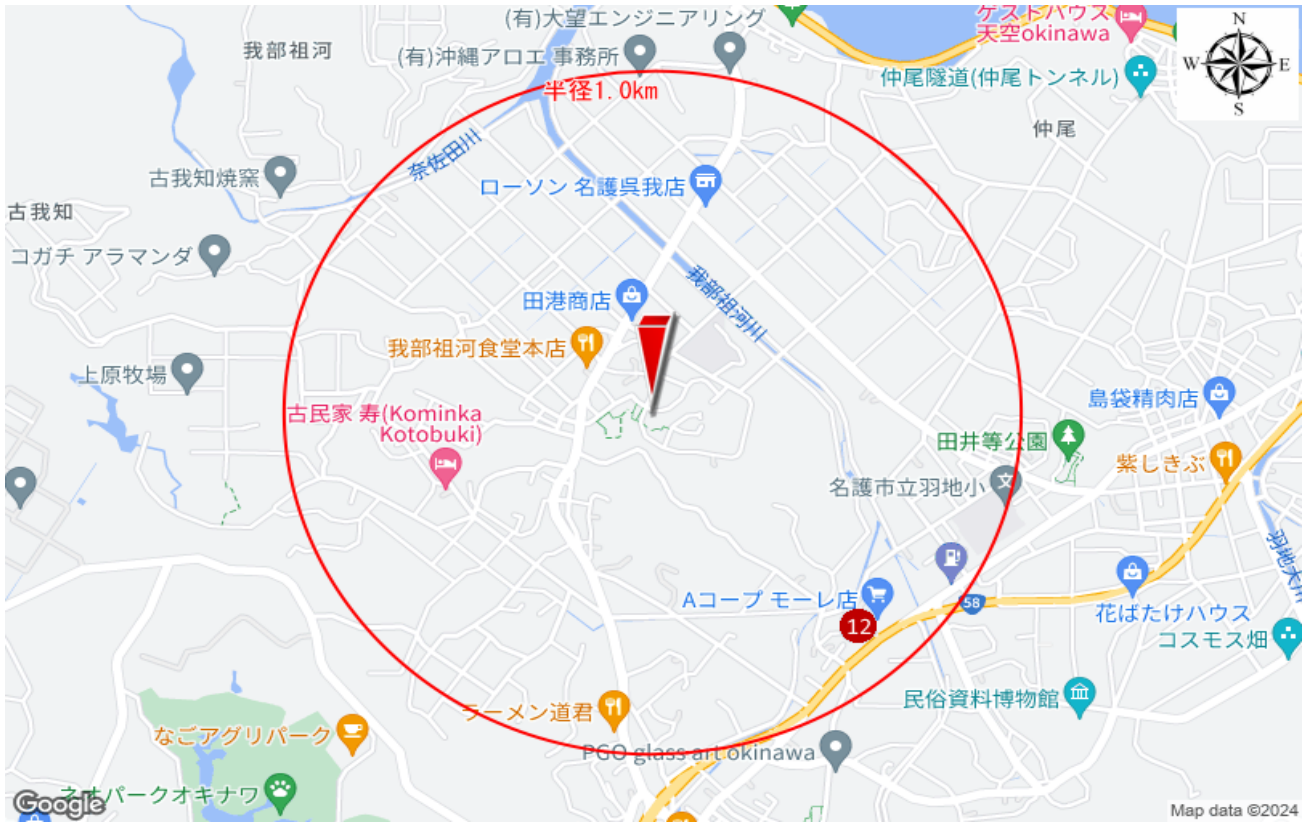 (有)大望エンジニアリング
ゲストハウス
天空okinawa
N
W
E
S
我部祖河
(有)沖縄アロエ 事務所
半径1.0km
仲尾隧道(仲尾トンネル)
仲尾
奈佐田川
古我知焼窯
ローソン 名護呉我店
古我知
コガチ アラマンダ
我部祖河川
田港商店
我部祖河食堂本店
上原牧場
島袋精肉店
古民家 寿(Kominka
Kotobuki)
田井等公園
紫しきぶ
名護市立羽地小
文
羽地大川
Aコープ モーレ店
58
花ばたけハウス
12
コスモス畑
民俗資料博物館
ラーメン道君
なごアグリパーク
PGO glass art okinawa
ネオパークオキナワ
Google
Map data ©2024